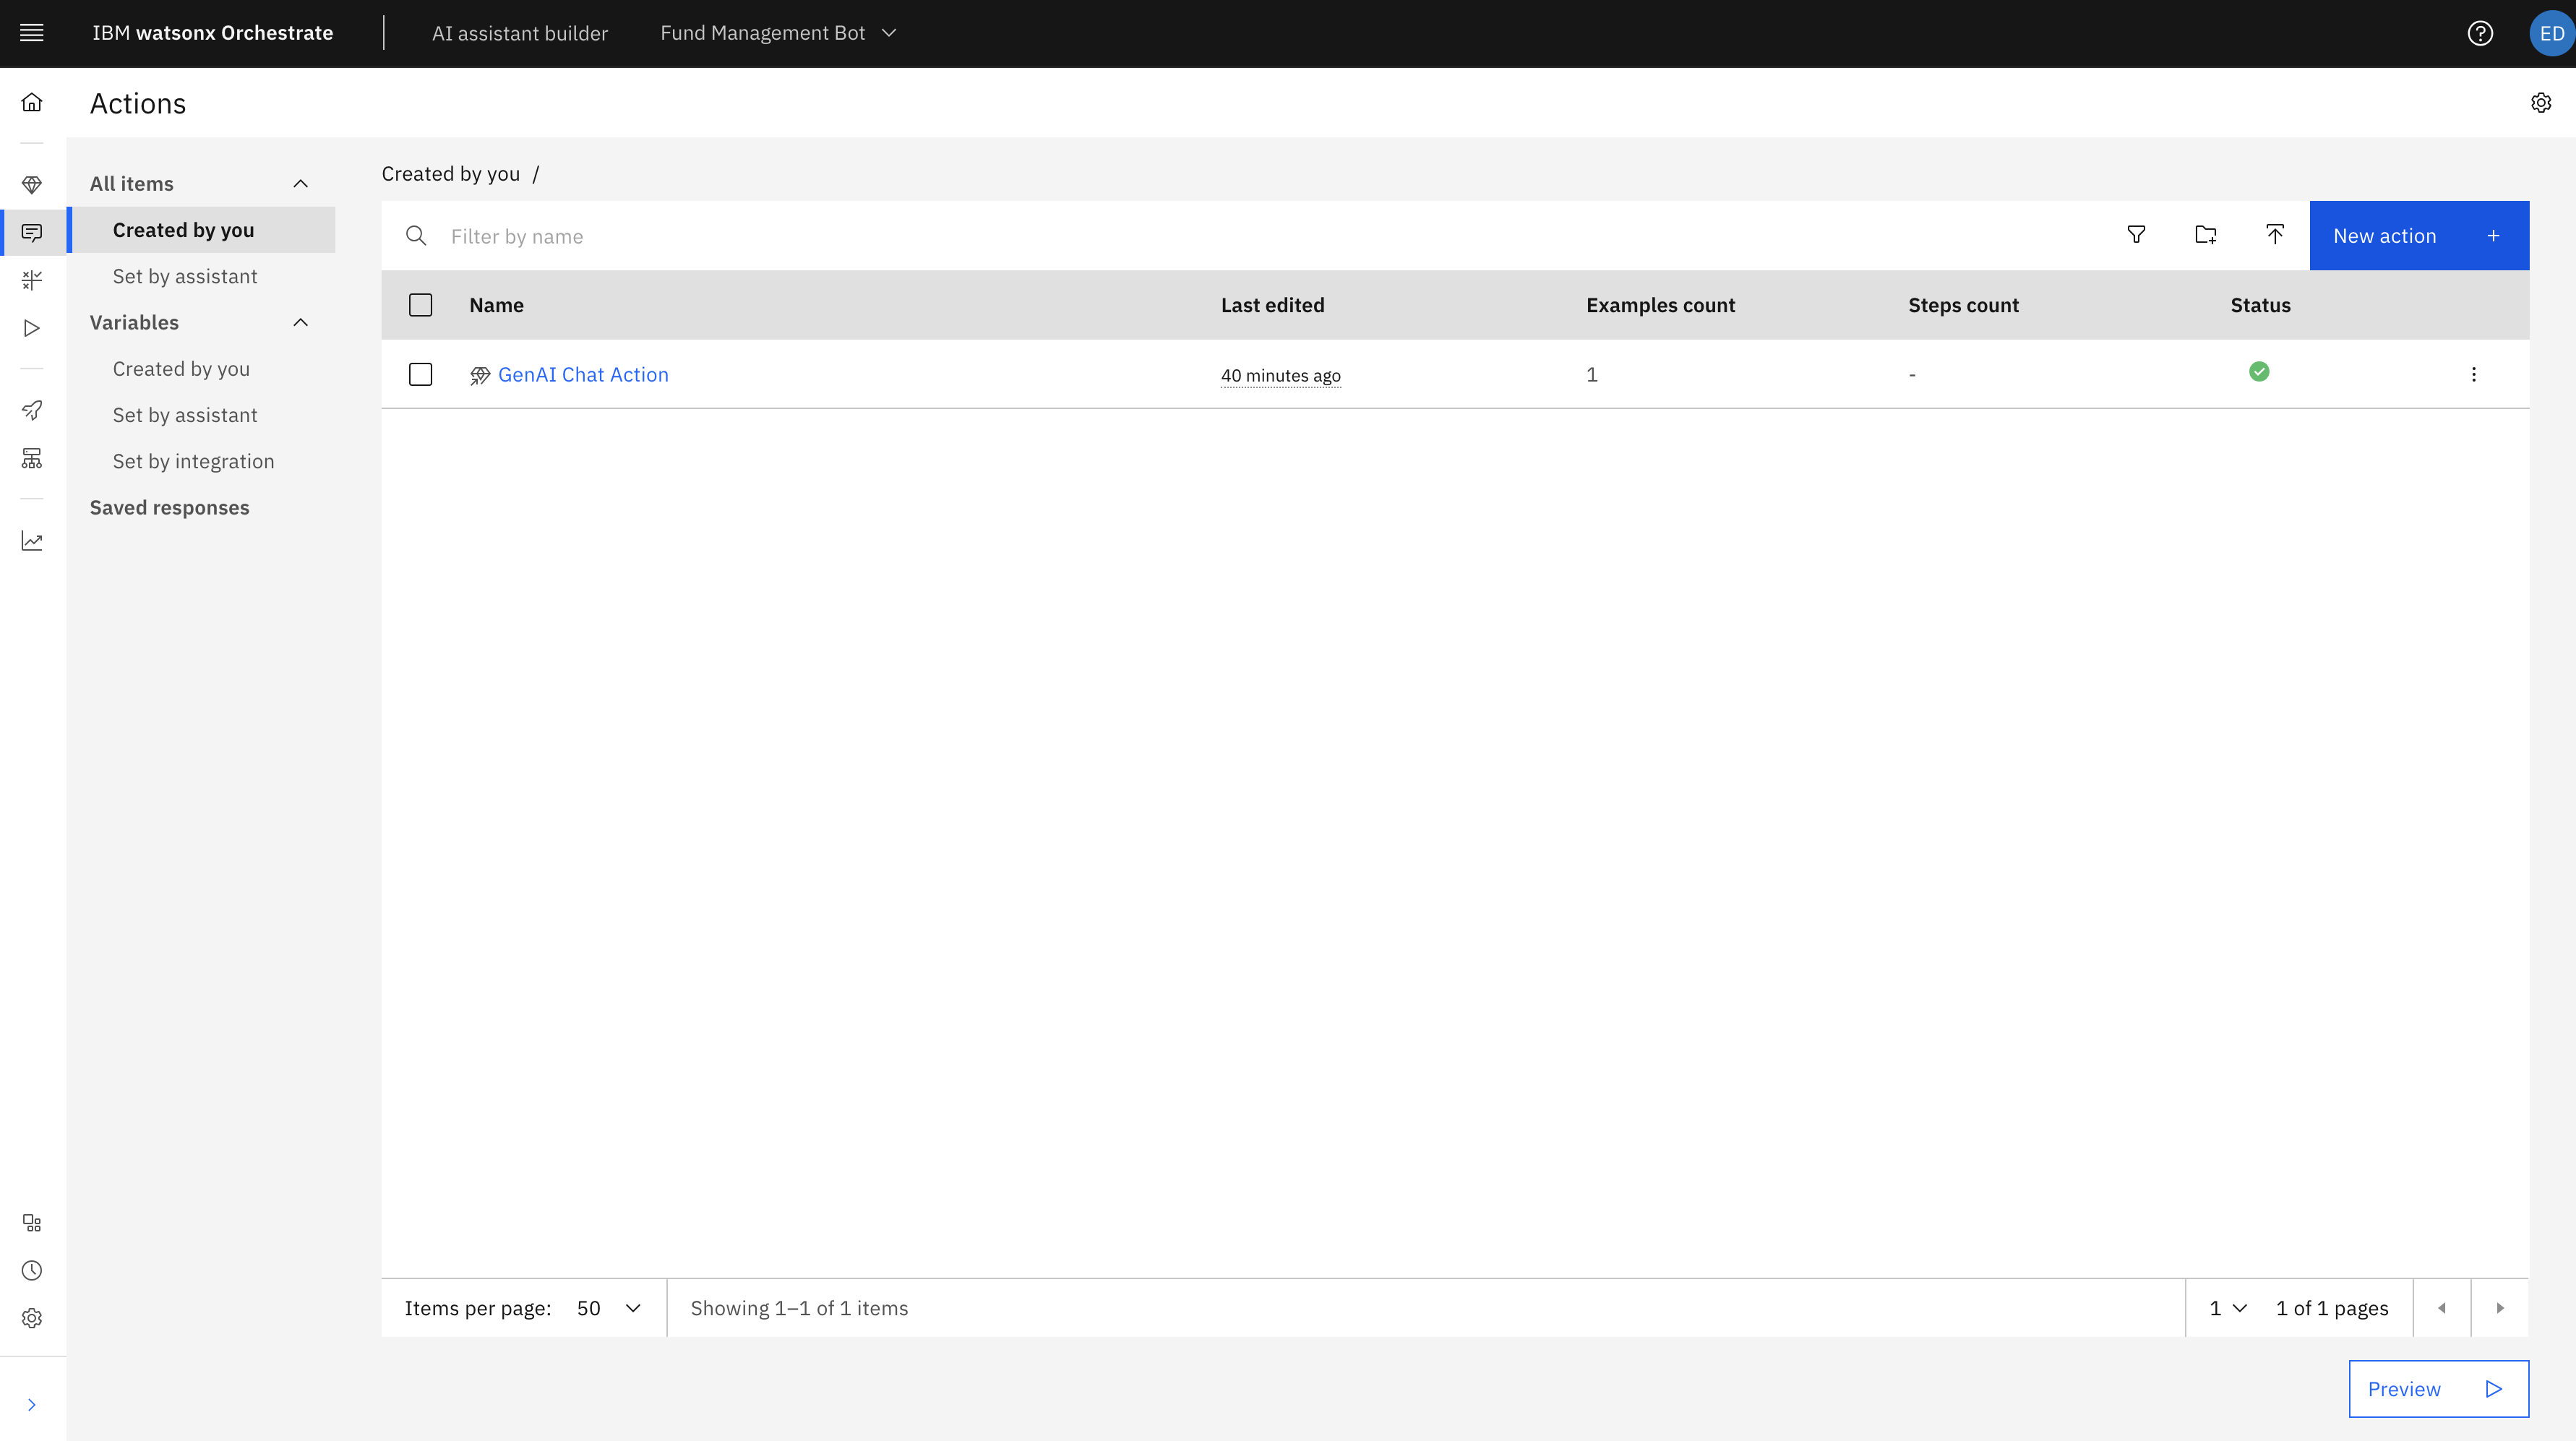 IBM watsonx Orchestrate
AI assistant builder
Fund Management Bot
ED
Actions
All items
Created by you
Set by assistant
Variables
Created by you
Set by assistant
Set by integration
Saved responses
Created by you /
Filter by name
New action +
Name Last edited Examples count Steps count Status
GenAI Chat Action 40 minutes ago 1 -
Items per page: 50 Showing 1–1 of 1 items 1 1 of 1 pages
Preview